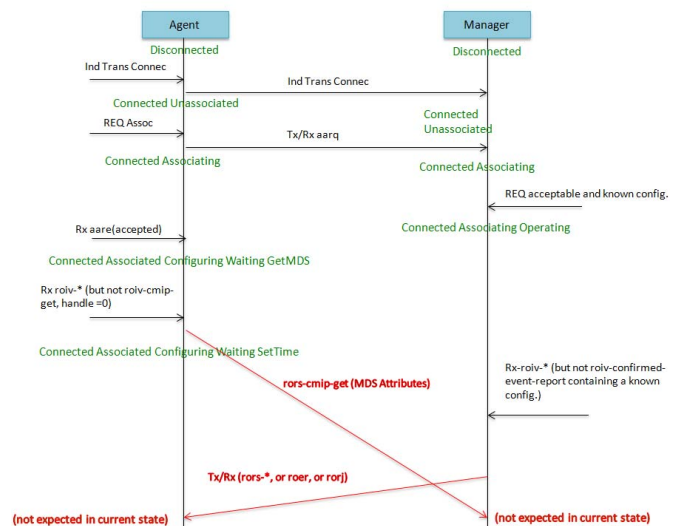 Agent
Manager
Disconnected
Disconnected
Ind Trans Connec
Ind Trans Connec
Connected Unassociated
Connected
Unassociated
REQ Assoc
Tx/Rx aarq
Connected Associating
Connected Associating
REQ acceptable and known config.
Rx aare(accepted)
Connected Associating Operating
Connected Associated Configuring Waiting GetMDS
Rx roiv-* (but not roiv-cmip-
get, handle =0)
Connected Associated Configuring Waiting SetTime
rors-cmip-get (MDS Attributes)
Rx-roiv-* (but not roiv-confirmed-
event-report containing a known
config.)
Tx/Rx (rors-*, or roer, or rorj)
(not expected in current state)
(not expected in current state)